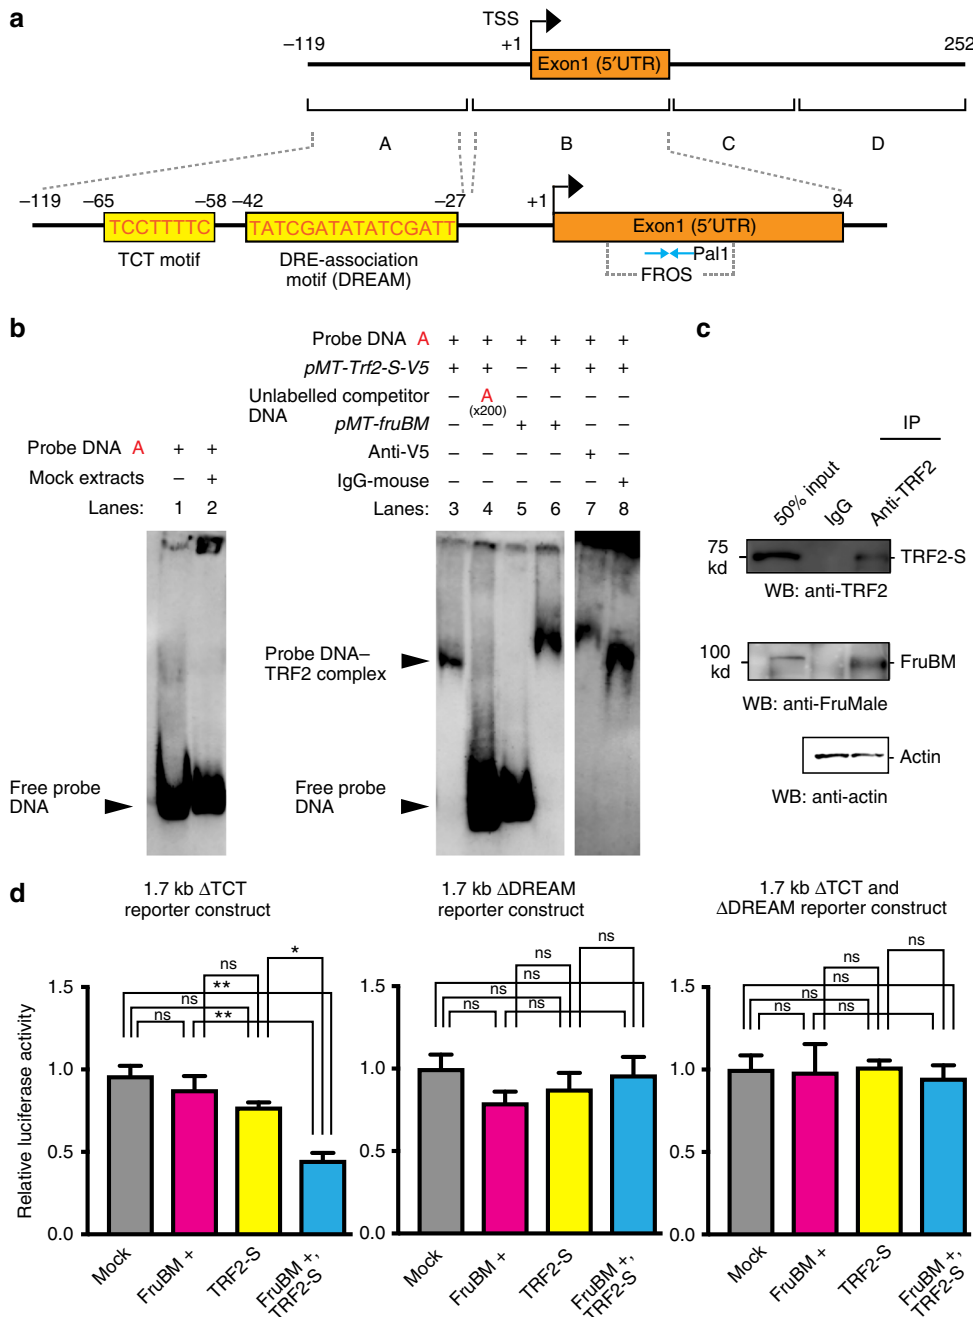 a
TSS
–119
+1
252
Exon1 (5′UTR)
A
B
C
D
–119
–65
–58
–42
–27
+1
94
TCCTTTTC
TATCGATATATCGATT
Exon1 (5′UTR)
TCT motif
DRE-association
motif (DREAM)
Pal1
FROS
b
Probe DNA A + + + + + +
pMT-Trf2-S-V5 + + – + + +
Unlabelled competitor
DNA
– A – – – –
(x200)
pMT-fruBM – – + + – –
Anti-V5 – – – – + –
IgG-mouse – – – – – +
Lanes: 3 4 5 6 7 8
Probe DNA A + +
Mock extracts – +
Lanes: 1 2
Probe DNA–
TRF2 complex
Free probe
DNA
Free probe
DNA
c
IP
50% input
IgG
Anti-TRF2
75
kd
TRF2-S
WB: anti-TRF2
100
kd
FruBM
WB: anti-FruMale
Actin
WB: anti-actin
d
1.7 kb ΔTCT
reporter construct
Relative luciferase activity
1.5
1.0
0.5
0.0
*
ns
**
ns
ns
**
Mock
FruBM +
TRF2-S
FruBM +,
TRF2-S
1.7 kb ΔDREAM
reporter construct
1.5
1.0
0.5
0.0
ns
ns
ns
ns
ns
ns
Mock
FruBM +
TRF2-S
FruBM +,
TRF2-S
1.7 kb ΔTCT and
ΔDREAM reporter construct
1.5
1.0
0.5
0.0
ns
ns
ns
ns
ns
ns
Mock
FruBM +
TRF2-S
FruBM +,
TRF2-S